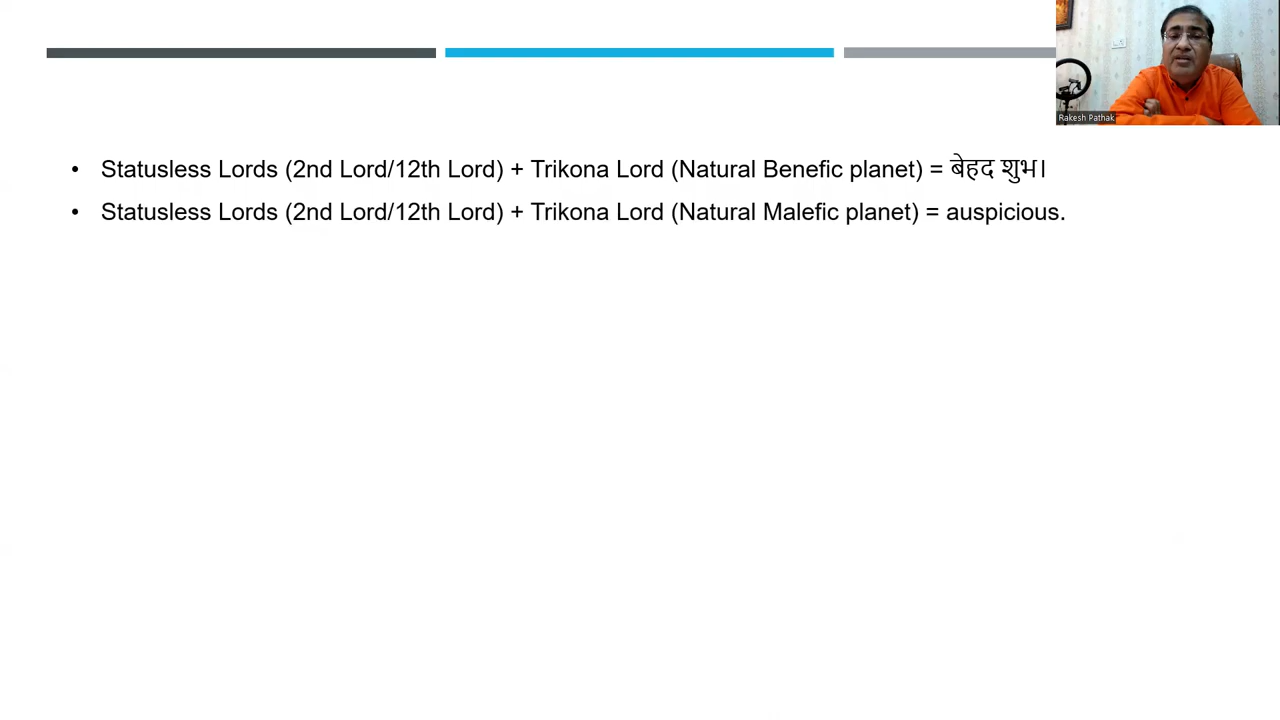 Rakesh Pathak
• Statusless Lords (2nd Lord/12th Lord) + Trikona Lord (Natural Benefic planet) = बेहद शुभ।
• Statusless Lords (2nd Lord/12th Lord) + Trikona Lord (Natural Malefic planet) = auspicious.